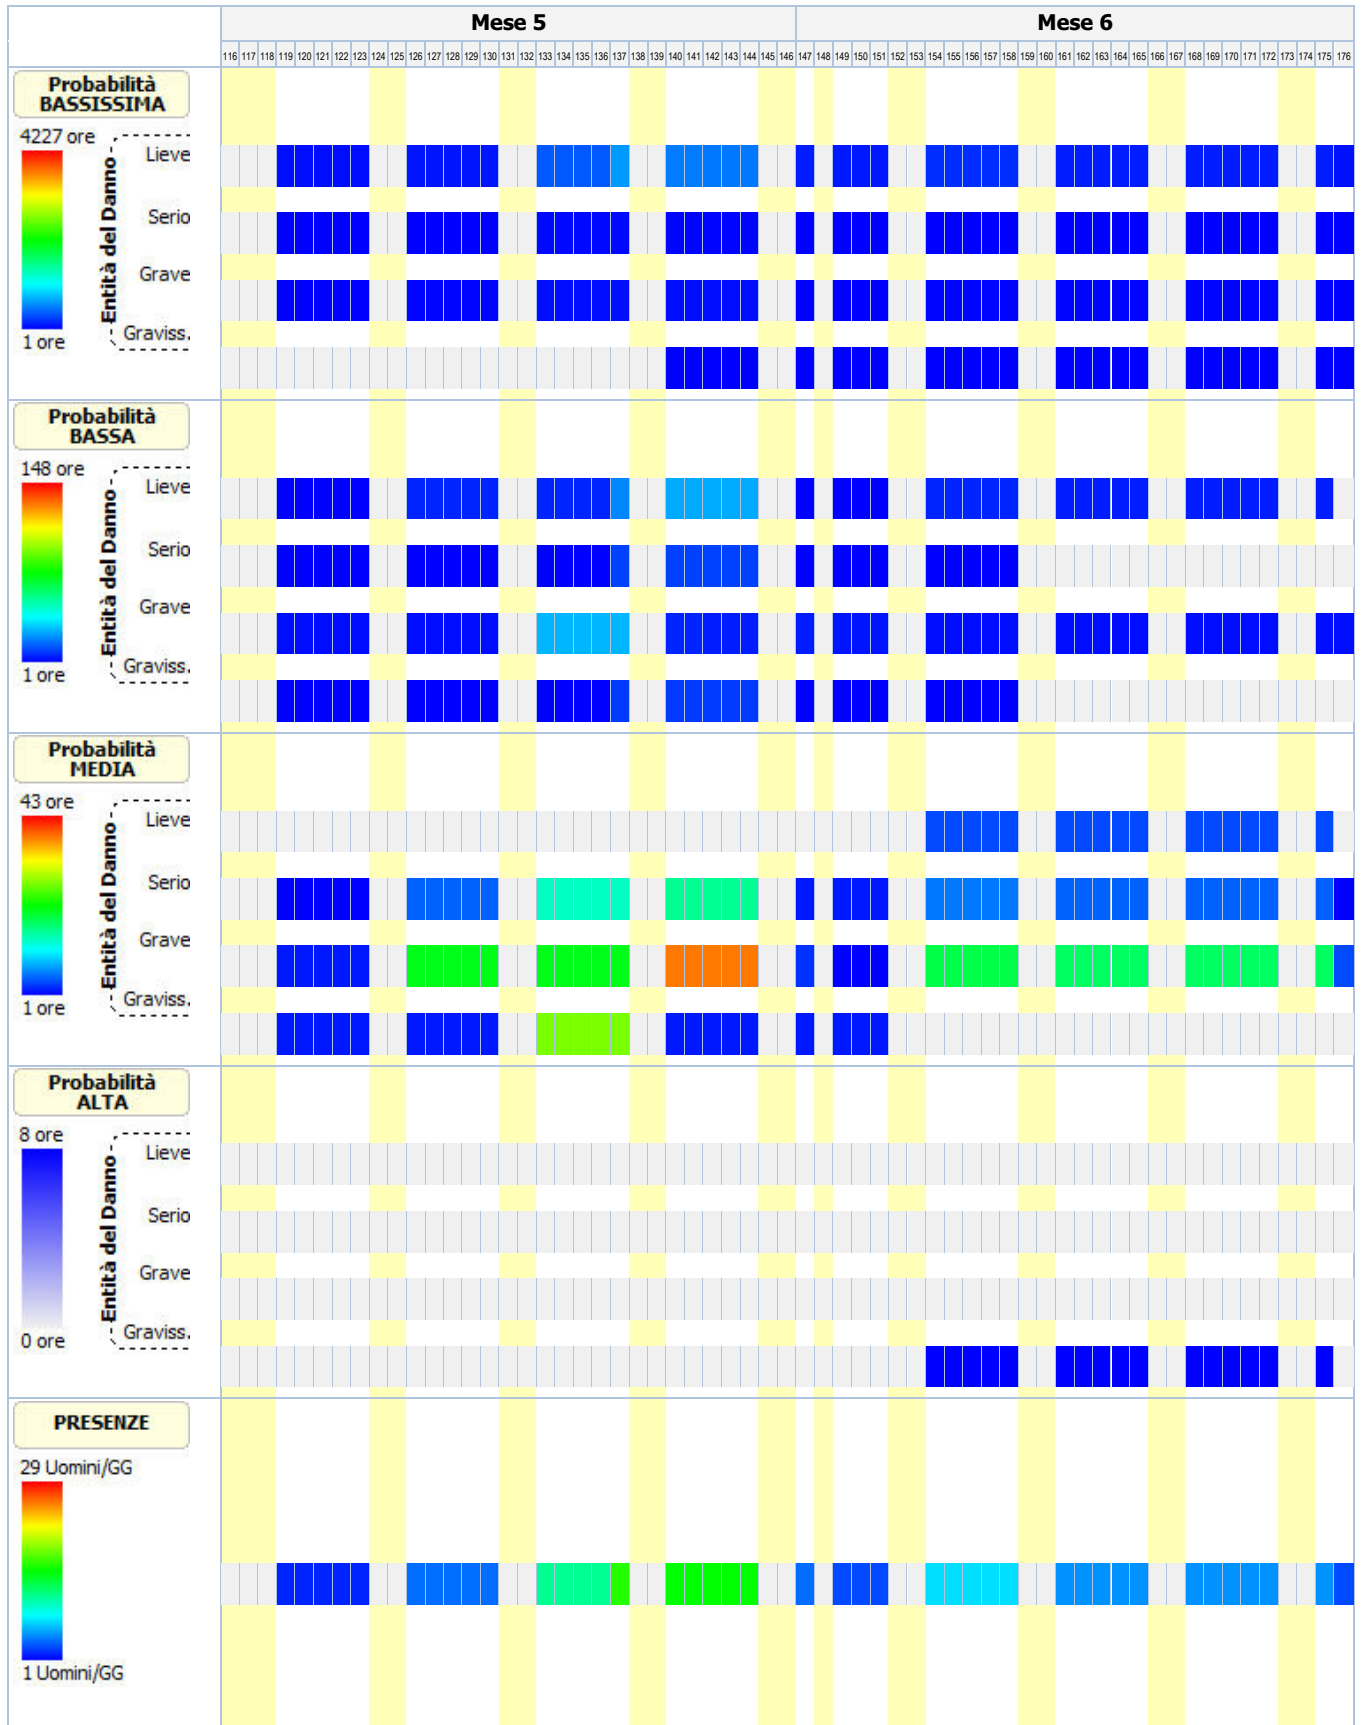 Mese 5 Mese 6
116 117 118 119 120 121 122 123 124 125 126 127 128 129 130 131 132 133 134 135 136 137 138 139 140 141 142 143 144 145 146 147 148 149 150 151 152 153 154 155 156 157 158 159 160 161 162 163 164 165 166 167 168 169 170 171 172 173 174 175 176
Probabilità
BASSISSIMA
4227 ore
Entità del Danno
Lieve
Serio
Grave
Graviss.
1 ore
Probabilità
BASSA
148 ore
Entità del Danno
Lieve
Serio
Grave
Graviss.
1 ore
Probabilità
MEDIA
43 ore
Entità del Danno
Lieve
Serio
Grave
Graviss.
1 ore
Probabilità
ALTA
8 ore
Entità del Danno
Lieve
Serio
Grave
Graviss.
0 ore
PRESENZE
29 Uomini/GG
1 Uomini/GG